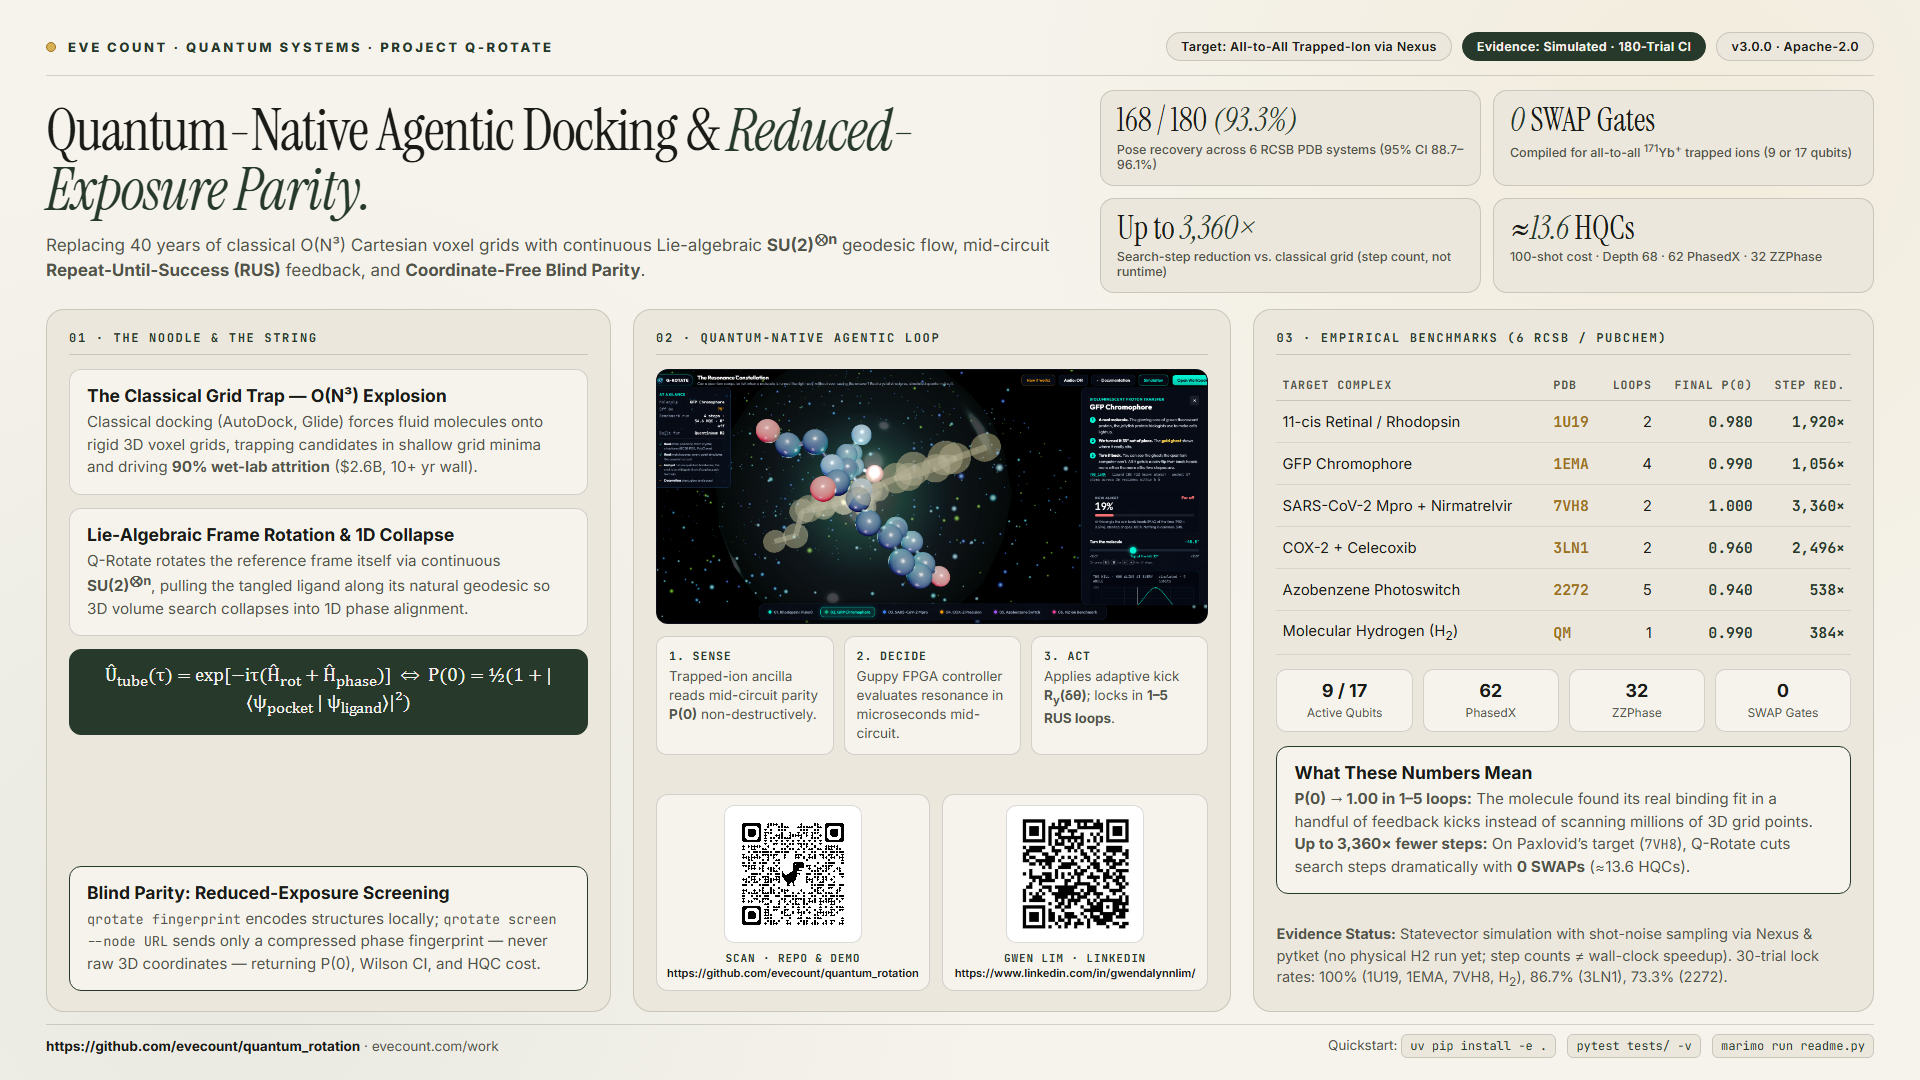 EVE COUNT · QUANTUM SYSTEMS · PROJECT Q-ROTATE
Target: All-to-All Trapped-Ion via Nexus
Evidence: Simulated · 180-Trial CI
v3.0.0 · Apache-2.0
Quantum-Native Agentic Docking & Reduced-
Exposure Parity.
Replacing 40 years of classical O(N³) Cartesian voxel grids with continuous Lie-algebraic SU(2)⊗n geodesic flow, mid-circuit
Repeat-Until-Success (RUS) feedback, and Coordinate-Free Blind Parity.
168 / 180 (93.3%)
Pose recovery across 6 RCSB PDB systems (95% CI 88.7–
96.1%)
0 SWAP Gates
Compiled for all-to-all 171Yb+ trapped ions (9 or 17 qubits)
Up to 3,360×
Search-step reduction vs. classical grid (step count, not
runtime)
≈13.6 HQCs
100-shot cost · Depth 68 · 62 PhasedX · 32 ZZPhase
01 · THE NOODLE & THE STRING
The Classical Grid Trap — O(N³) Explosion
Classical docking (AutoDock, Glide) forces fluid molecules onto
rigid 3D voxel grids, trapping candidates in shallow grid minima
and driving 90% wet-lab attrition ($2.6B, 10+ yr wall).
Lie-Algebraic Frame Rotation & 1D Collapse
Q-Rotate rotates the reference frame itself via continuous
SU(2)⊗n, pulling the tangled ligand along its natural geodesic so
3D volume search collapses into 1D phase alignment.
Ûtube(τ) = exp[−iτ(Ĥrot + Ĥphase)] ⇔ P(0) = ½(1 + |
⟨ψpocket | ψligand⟩|²)
Blind Parity: Reduced-Exposure Screening
qrotate fingerprint encodes structures locally; qrotate screen
--node URL sends only a compressed phase fingerprint — never
raw 3D coordinates — returning P(0), Wilson CI, and HQC cost.
02 · QUANTUM-NATIVE AGENTIC LOOP
Q-ROTATE
The Resonance Constellation
How it works
Audio: Off
Documentation
Simulation
AT A GLANCE
GFP Chromophore
GFP Chromophore
19%
Far off
Turn the molecule
1. SENSE
Trapped-ion ancilla
reads mid-circuit parity
P(0) non-destructively.
2. DECIDE
Guppy FPGA controller
evaluates resonance in
microseconds mid-
circuit.
3. ACT
Applies adaptive kick
Ry(δθ); locks in 1–5
RUS loops.
SCAN · REPO & DEMO
https://github.com/evecount/quantum_rotation
GWEN LIM · LINKEDIN
https://www.linkedin.com/in/gwendalynnlim/
03 · EMPIRICAL BENCHMARKS (6 RCSB / PUBCHEM)
TARGET COMPLEX PDB LOOPS FINAL P(0) STEP RED.
11-cis Retinal / Rhodopsin 1U19 2 0.980 1,920×
GFP Chromophore 1EMA 4 0.990 1,056×
SARS-CoV-2 Mpro + Nirmatrelvir 7VH8 2 1.000 3,360×
COX-2 + Celecoxib 3LN1 2 0.960 2,496×
Azobenzene Photoswitch 2272 5 0.940 538×
Molecular Hydrogen (H2) QM 1 0.990 384×
9 / 17
Active Qubits
62
PhasedX
32
ZZPhase
0
SWAP Gates
What These Numbers Mean
P(0) → 1.00 in 1–5 loops: The molecule found its real binding fit in a
handful of feedback kicks instead of scanning millions of 3D grid points.
Up to 3,360× fewer steps: On Paxlovid's target (7VH8), Q-Rotate cuts
search steps dramatically with 0 SWAPs (≈13.6 HQCs).
Evidence Status: Statevector simulation with shot-noise sampling via Nexus &
pytket (no physical H2 run yet; step counts ≠ wall-clock speedup). 30-trial lock
rates: 100% (1U19, 1EMA, 7VH8, H2), 86.7% (3LN1), 73.3% (2272).
https://github.com/evecount/quantum_rotation · evecount.com/work
Quickstart: uv pip install -e . pytest tests/ -v marimo run readme.py